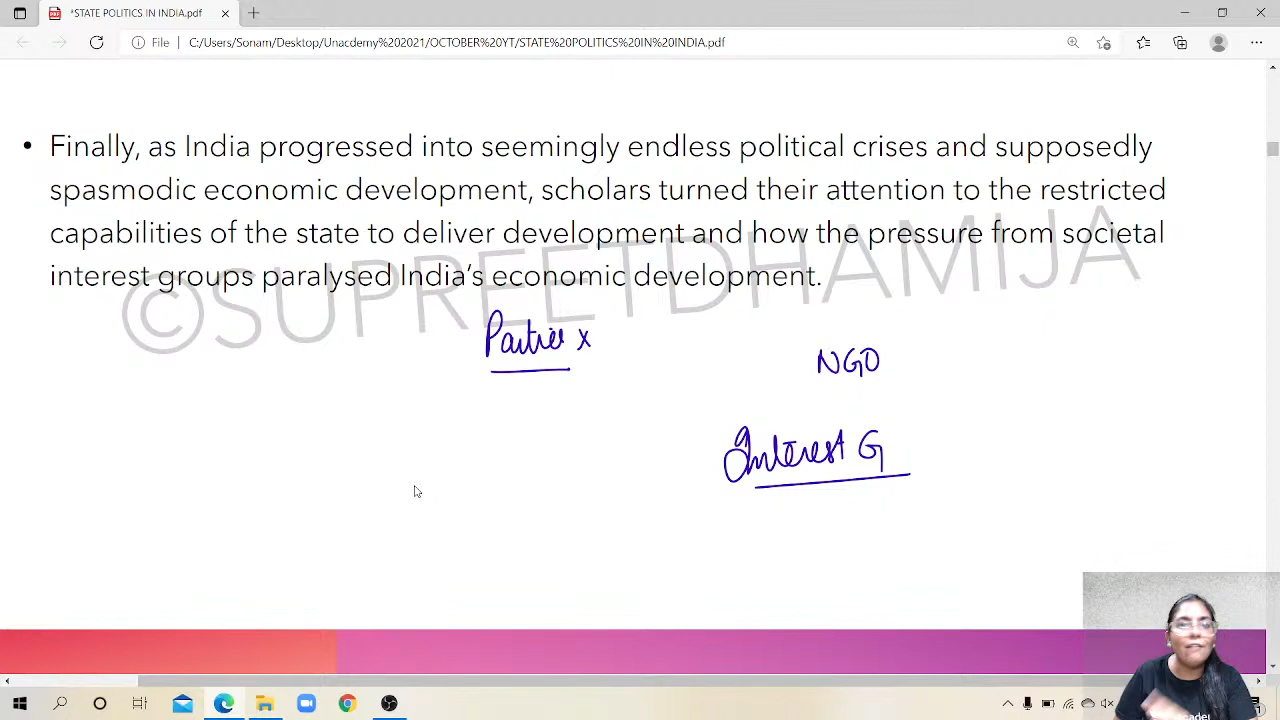 *STATE POLITICS IN INDIA.pdf
File
C:/Users/Sonam/Desktop/Unacdemy%202021/OCTOBER%20YT/STATE%20POLITICS%20IN%20INDIA.pdf
• Finally, as India progressed into seemingly endless political crises and supposedly
spasmodic economic development, scholars turned their attention to the restricted
capabilities of the state to deliver development and how the pressure from societal
interest groups paralysed India's economic development.
©SUPREETDHAMIJA
Parties x
NGO
Interest G